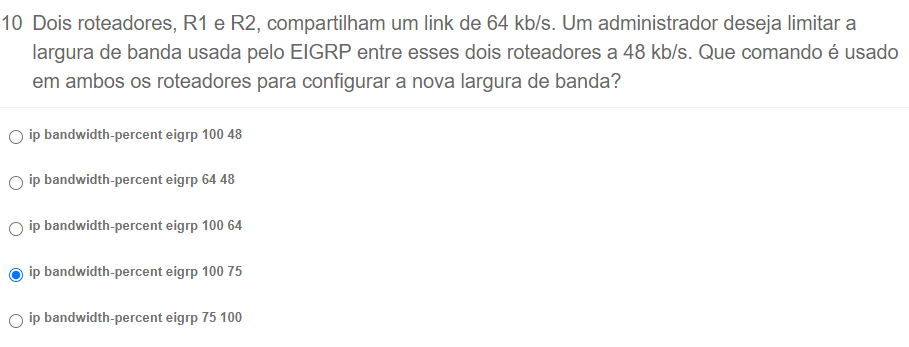 10 Dois roteadores, R1 e R2, compartilham um link de 64 kb/s. Um administrador deseja limitar a
largura de banda usada pelo EIGRP entre esses dois roteadores a 48 kb/s. Que comando é usado
em ambos os roteadores para configurar a nova largura de banda?
ip bandwidth-percent eigrp 100 48
ip bandwidth-percent eigrp 64 48
ip bandwidth-percent eigrp 100 64
ip bandwidth-percent eigrp 100 75
ip bandwidth-percent eigrp 75 100